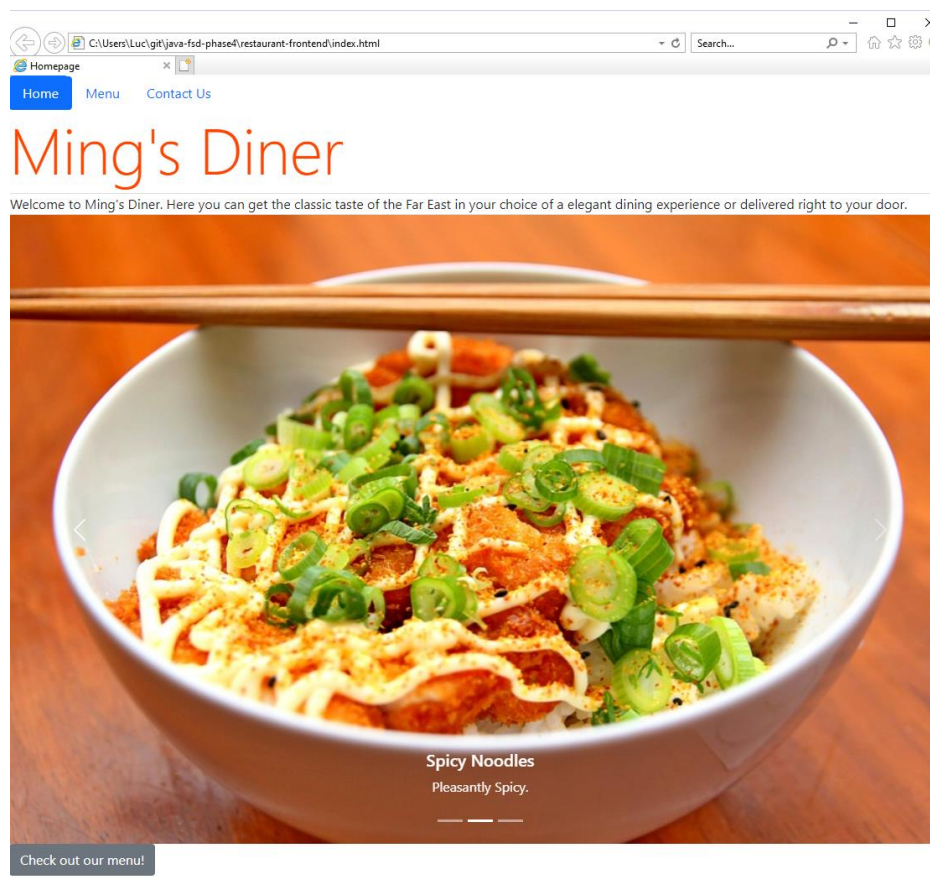 C:\Users\Luc\git\java-fsd-phase4\restaurant-frontend\index.html
Search...
Homepage
Home Menu Contact Us
Ming's Diner
Welcome to Ming's Diner. Here you can get the classic taste of the Far East in your choice of a elegant dining experience or delivered right to your door.
Spicy Noodles
Pleasantly Spicy.
Check out our menu!